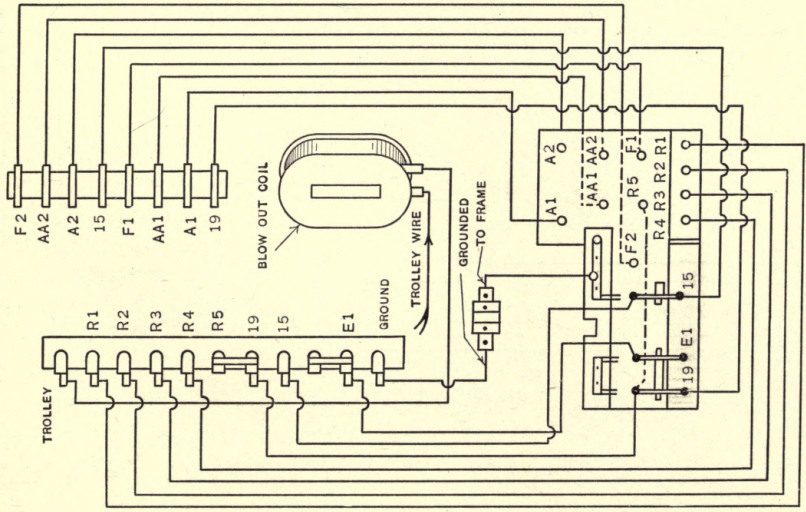 F2
AA2
A2
15
F1
AA1
A1
19
BLOW OUT COIL
TROLLEY
R1
R2
R3
R4
R5
19
15
E1
GROUND
TROLLEY WIRE
GROUNDED
TO FRAME
A1
A2
AA1
AA2
F2
R5
F1
R4
R3
R2
R1
19
E1
15